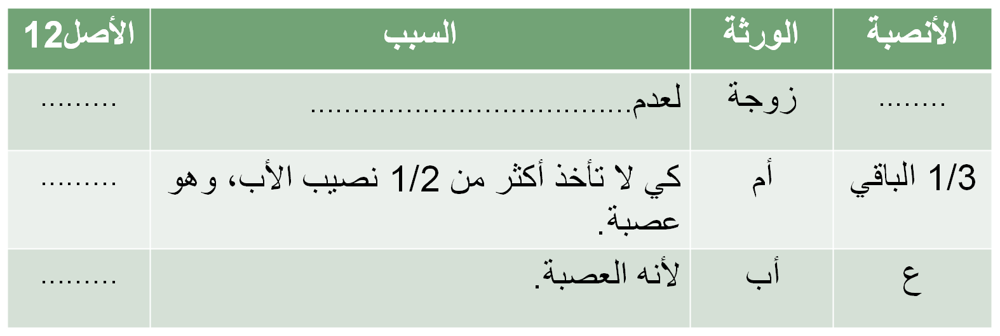 الأنصبة الورثة السبب الأصل12
........ زوجة لعدم....................................... .........
1/3 الباقي أم كي لا تأخذ أكثر من 1/2 نصيب الأب، وهو .........
عصبة.
ع أب لأنه العصبة. .........